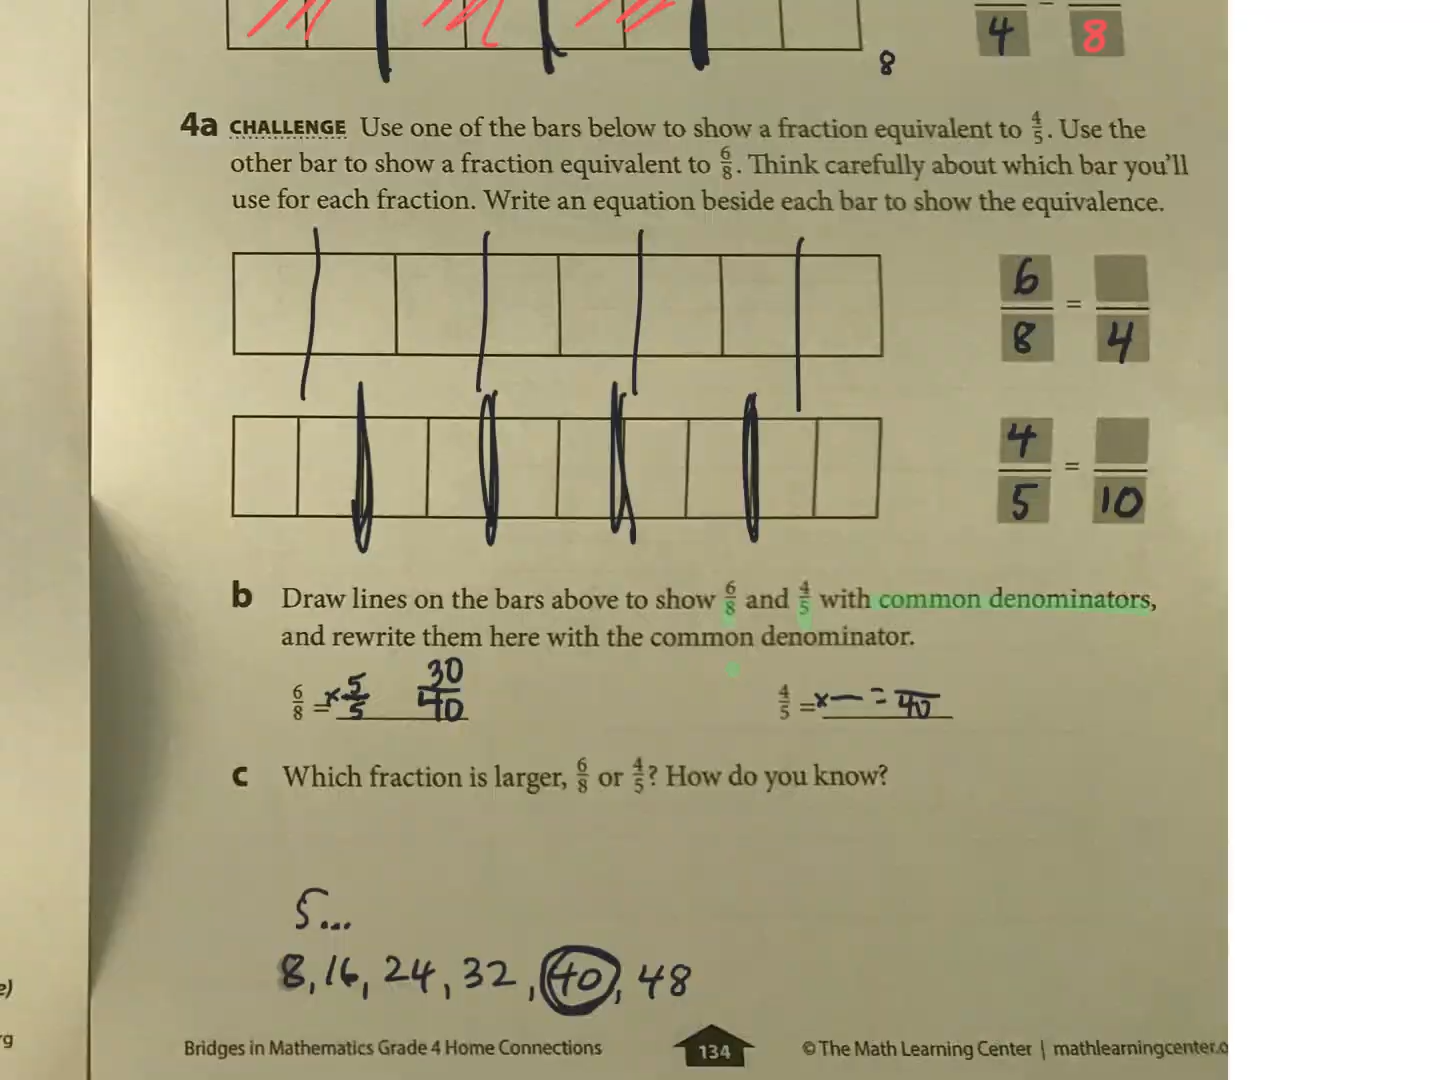 4 8
8
4a CHALLENGE Use one of the bars below to show a fraction equivalent to 4/5. Use the
other bar to show a fraction equivalent to 6/8. Think carefully about which bar you'll
use for each fraction. Write an equation beside each bar to show the equivalence.
6/8 = /4
4/5 = /10
b Draw lines on the bars above to show 6/8 and 4/5 with common denominators,
and rewrite them here with the common denominator.
6/8 = x 5/5 30/40 4/5 = x — = /40
c Which fraction is larger, 6/8 or 4/5? How do you know?
5...
8, 16, 24, 32, 40, 48
e)
rg
Bridges in Mathematics Grade 4 Home Connections 134 © The Math Learning Center | mathlearningcenter.o